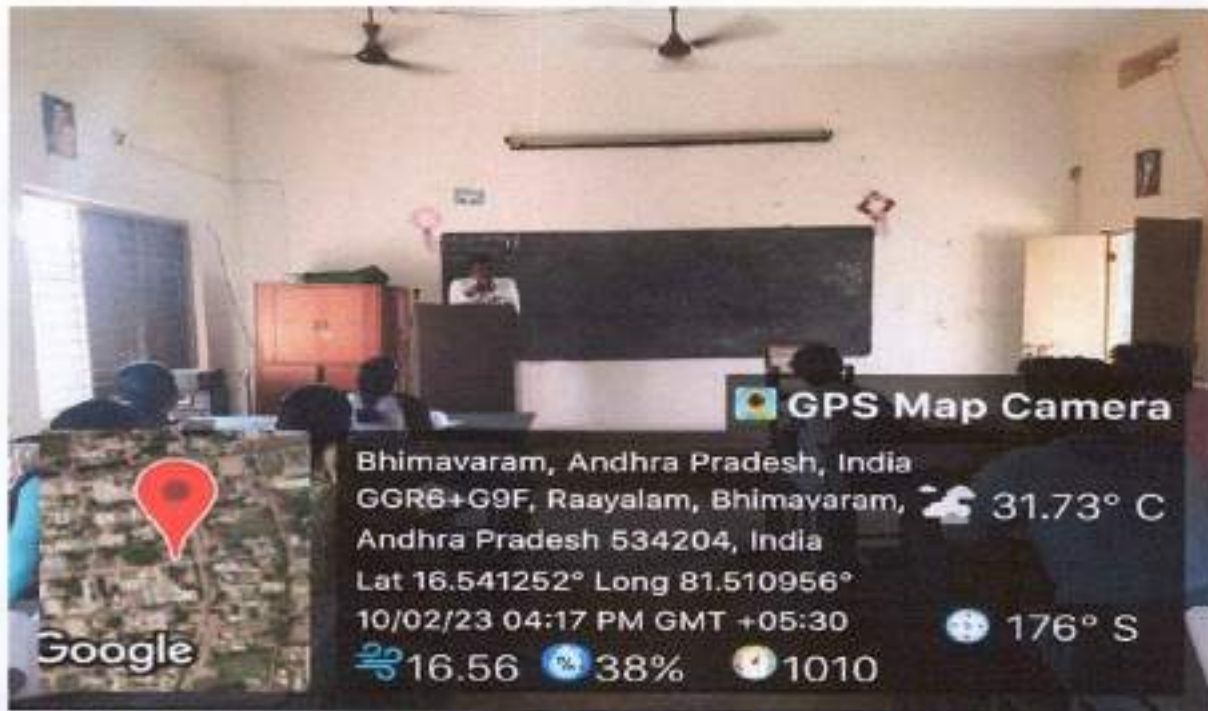 GPS Map Camera
Bhimavaram, Andhra Pradesh, India
GGR6+G9F, Raayalam, Bhimavaram,
Andhra Pradesh 534204, India
Lat 16.541252° Long 81.510956°
10/02/23 04:17 PM GMT +05:30
31.73° C
176° S
16.56 38% 1010
Google